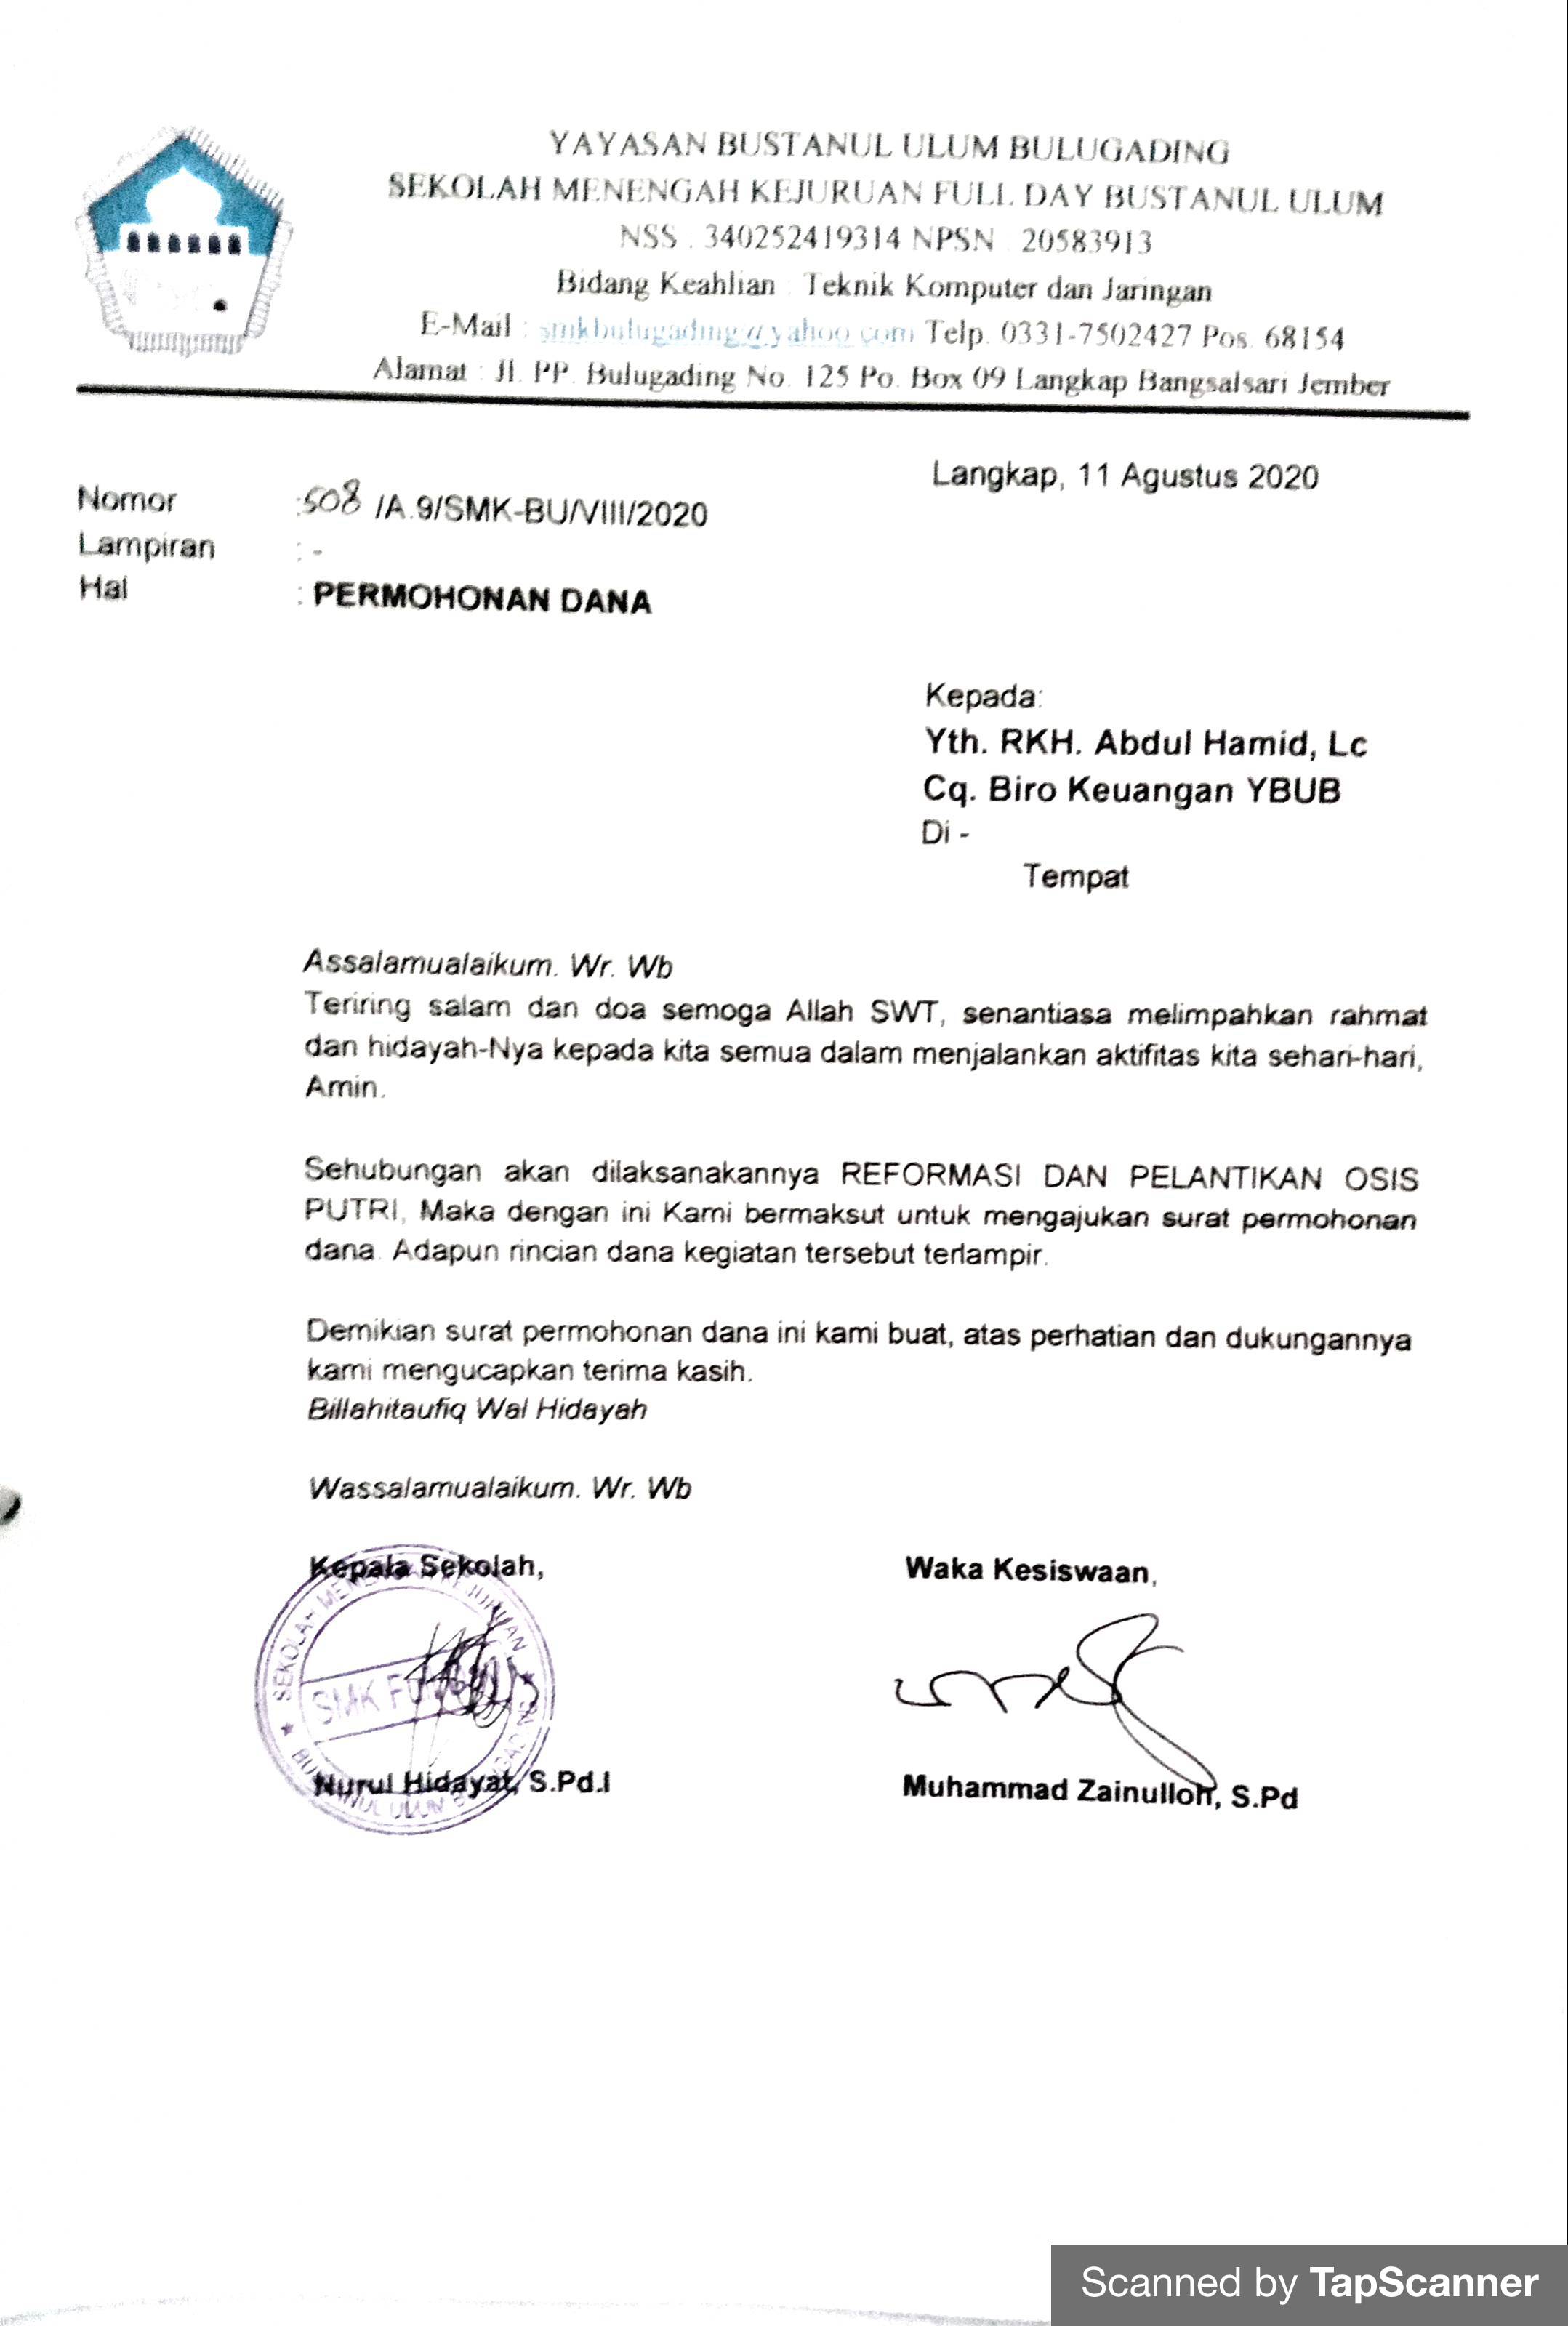 YAYASAN BUSTANUL ULUM BULUGADING
SEKOLAH MENENGAH KEJURUAN FULL DAY BUSTANUL ULUM
NSS : 340252419314 NPSN : 20583913
Bidang Keahlian : Teknik Komputer dan Jaringan
E-Mail : smkbulugading@yahoo.com Telp. 0331-7502427 Pos. 68154
Alamat : Jl. PP. Bulugading No. 125 Po. Box 09 Langkap Bangsalsari Jember
Langkap, 11 Agustus 2020
Nomor : 508 /A.9/SMK-BU/VIII/2020
Lampiran : -
Hal : PERMOHONAN DANA
Kepada:
Yth. RKH. Abdul Hamid, Lc
Cq. Biro Keuangan YBUB
Di -
Tempat
Assalamualaikum. Wr. Wb
Teriring salam dan doa semoga Allah SWT, senantiasa melimpahkan rahmat
dan hidayah-Nya kepada kita semua dalam menjalankan aktifitas kita sehari-hari,
Amin.
Sehubungan akan dilaksanakannya REFORMASI DAN PELANTIKAN OSIS
PUTRI, Maka dengan ini Kami bermaksut untuk mengajukan surat permohonan
dana. Adapun rincian dana kegiatan tersebut terlampir.
Demikian surat permohonan dana ini kami buat, atas perhatian dan dukungannya
kami mengucapkan terima kasih.
Billahitaufiq Wal Hidayah
Wassalamualaikum. Wr. Wb
Kepala Sekolah, Waka Kesiswaan,
SEKOLAH MENENGAH KEJURUAN
SMK
Nurul Hidayat, S.Pd.I Muhammad Zainulloh, S.Pd
Scanned by TapScanner